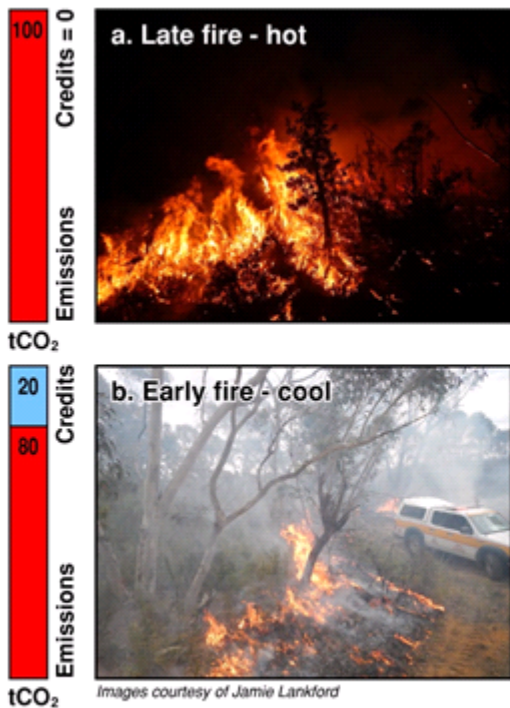 100
Credits = 0
Emissions
a. Late fire - hot
tCO₂
20
Credits
80
Emissions
b. Early fire - cool
tCO₂
Images courtesy of Jamie Lankford